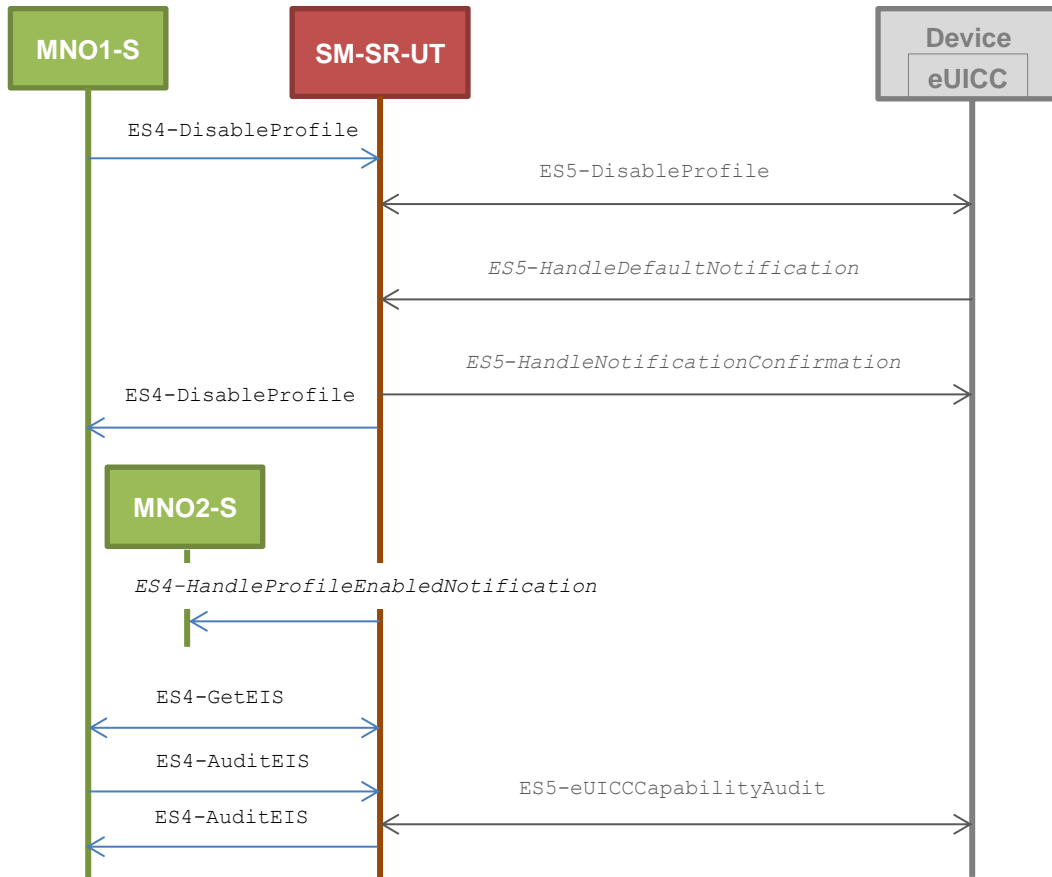 MNO1-S
SM-SR-UT
Device
eUICC
ES4-DisableProfile
ES5-DisableProfile
ES5-HandleDefaultNotification
ES5-HandleNotificationConfirmation
ES4-DisableProfile
MNO2-S
ES4-HandleProfileEnabledNotification
ES4-GetEIS
ES4-AuditEIS
ES5-eUICCCapabilityAudit
ES4-AuditEIS